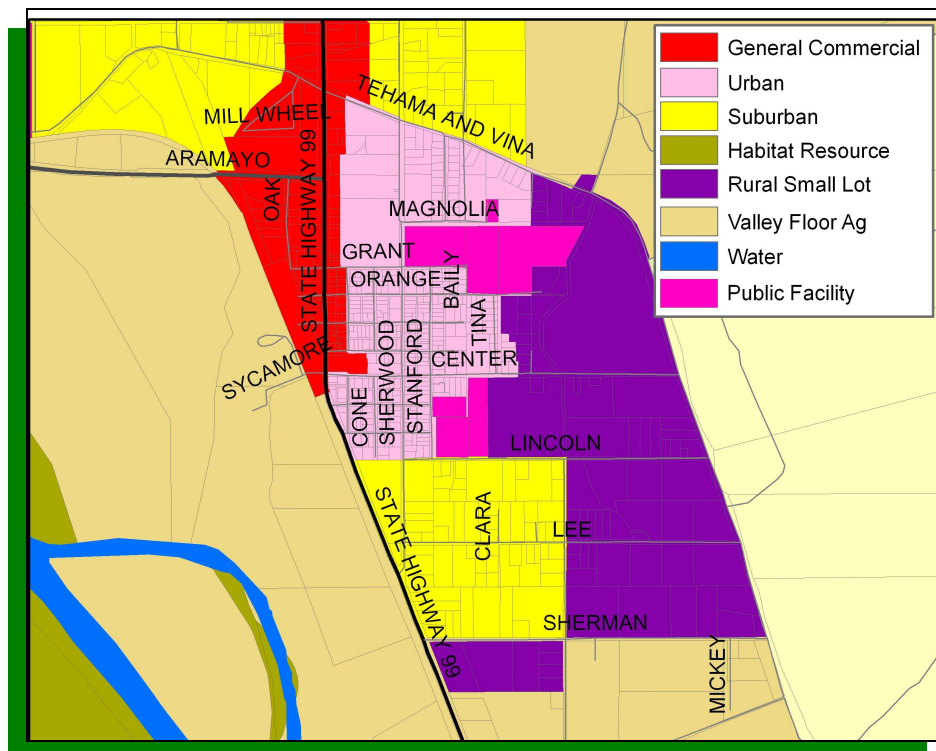 General Commercial
Urban
Suburban
Habitat Resource
Rural Small Lot
Valley Floor Ag
Water
Public Facility
TEHAMA AND VINA
MILL WHEEL
STATE HIGHWAY 99
ARAMAYO
OAK
MAGNOLIA
GRANT
BAILY
ORANGE
TINA
SYCAMORE
SHERWOOD
STANFORD
CENTER
CONE
LINCOLN
STATE HIGHWAY 99
CLARA
LEE
SHERMAN
MICKEY